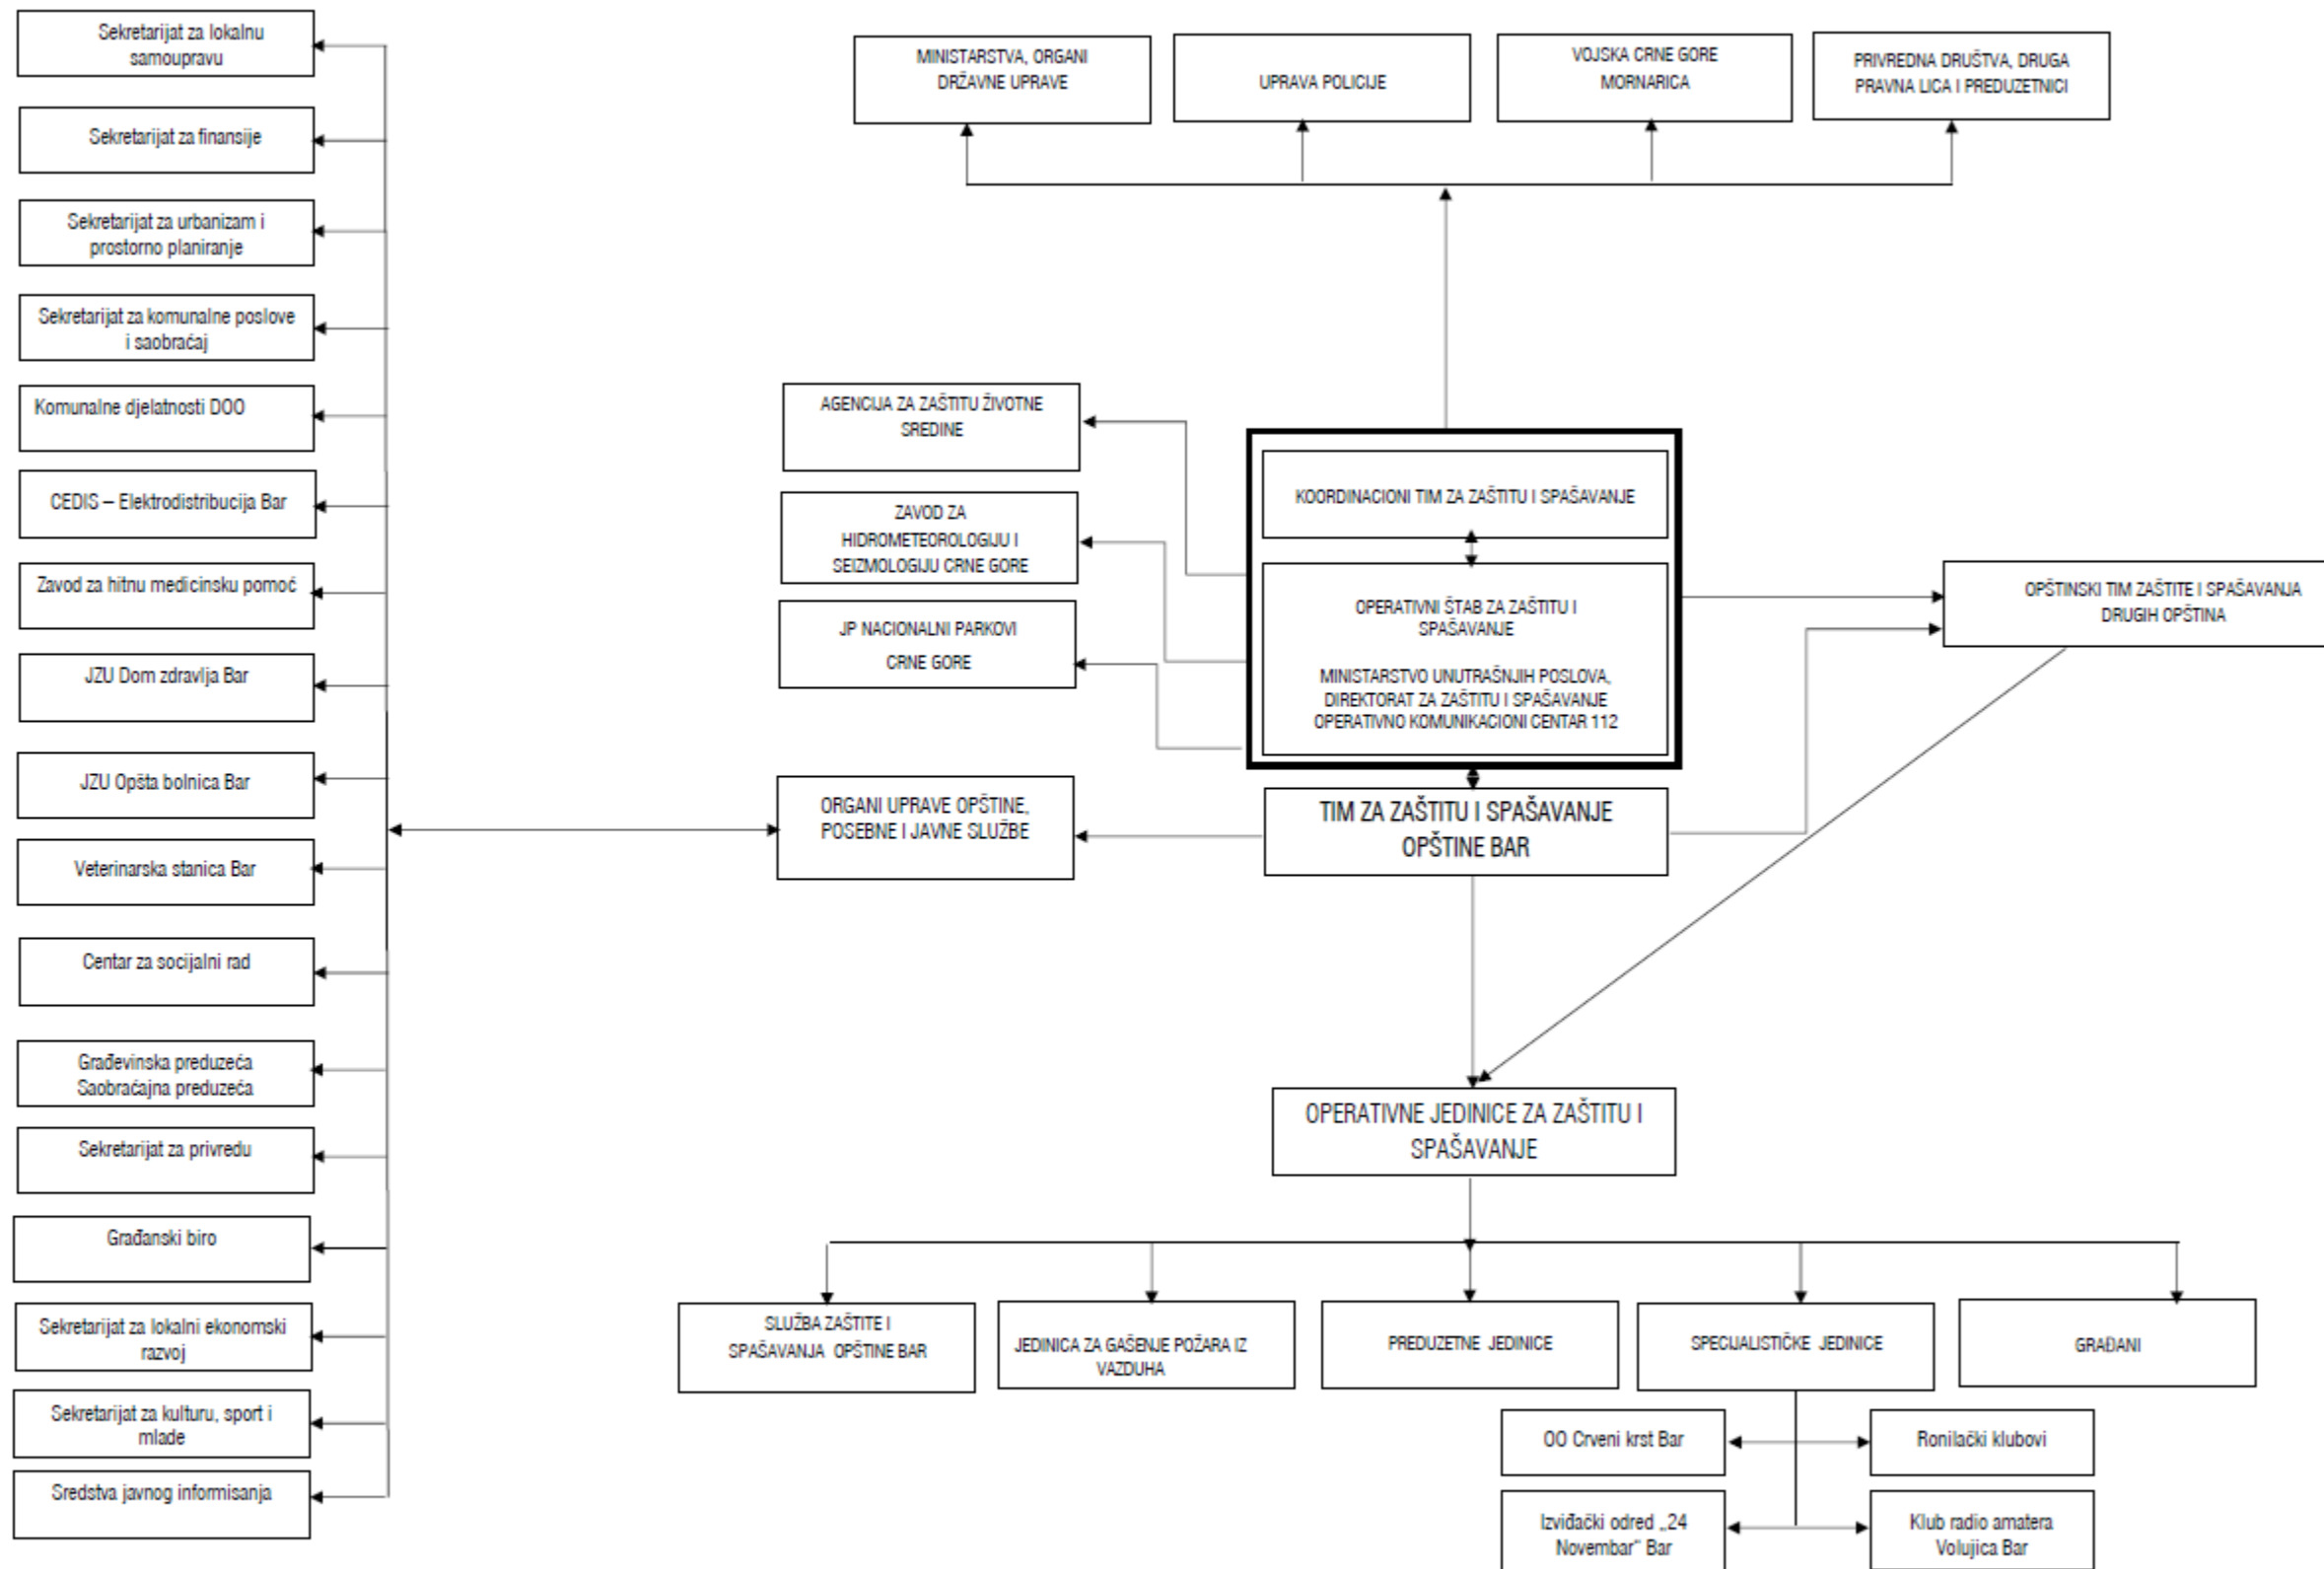 Sekretarijat za lokalnu
samoupravu
Sekretarijat za finansije
Sekretarijat za urbanizam i
prostorno planiranje
Sekretarijat za komunalne poslove
i saobraćaj
Komunalne djelatnosti DOO
CEDIS – Elektrodistribucija Bar
Zavod za hitnu medicinsku pomoć
JZU Dom zdravlja Bar
JZU Opšta bolnica Bar
Veterinarska stanica Bar
Centar za socijalni rad
Građevinska preduzeća
Saobraćajna preduzeća
Sekretarijat za privredu
Građanski biro
Sekretarijat za lokalni ekonomski
razvoj
Sekretarijat za kulturu, sport i
mlade
Sredstva javnog informisanja
MINISTARSTVA, ORGANI
DRŽAVNE UPRAVE
UPRAVA POLICIJE
VOJSKA CRNE GORE
MORNARICA
PRIVREDNA DRUŠTVA, DRUGA
PRAVNA LICA I PREDUZETNICI
AGENCIJA ZA ZAŠTITU ŽIVOTNE
SREDINE
ZAVOD ZA
HIDROMETEOROLOGIJU I
SEIZMOLOGIJU CRNE GORE
JP NACIONALNI PARKOVI
CRNE GORE
ORGANI UPRAVE OPŠTINE,
POSEBNE I JAVNE SLUŽBE
KOORDINACIONI TIM ZA ZAŠTITU I SPAŠAVANJE
OPERATIVNI ŠTAB ZA ZAŠTITU I
SPAŠAVANJE
MINISTARSTVO UNUTRAŠNJIH POSLOVA,
DIREKTORAT ZA ZAŠTITU I SPAŠAVANJE
OPERATIVNO KOMUNIKACIONI CENTAR 112
TIM ZA ZAŠTITU I SPAŠAVANJE
OPŠTINE BAR
OPŠTINSKI TIM ZAŠTITE I SPAŠAVANJA
DRUGIH OPŠTINA
OPERATIVNE JEDINICE ZA ZAŠTITU I
SPAŠAVANJE
SLUŽBA ZAŠTITE I
SPAŠAVANJA OPŠTINE BAR
JEDINICA ZA GAŠENJE POŽARA IZ
VAZDUHA
PREDUZETNE JEDINICE
SPECIJALISTIČKE JEDINICE
GRAĐANI
OO Crveni krst Bar
Ronilački klubovi
Izviđački odred „24
Novembar“ Bar
Klub radio amatera
Volujica Bar